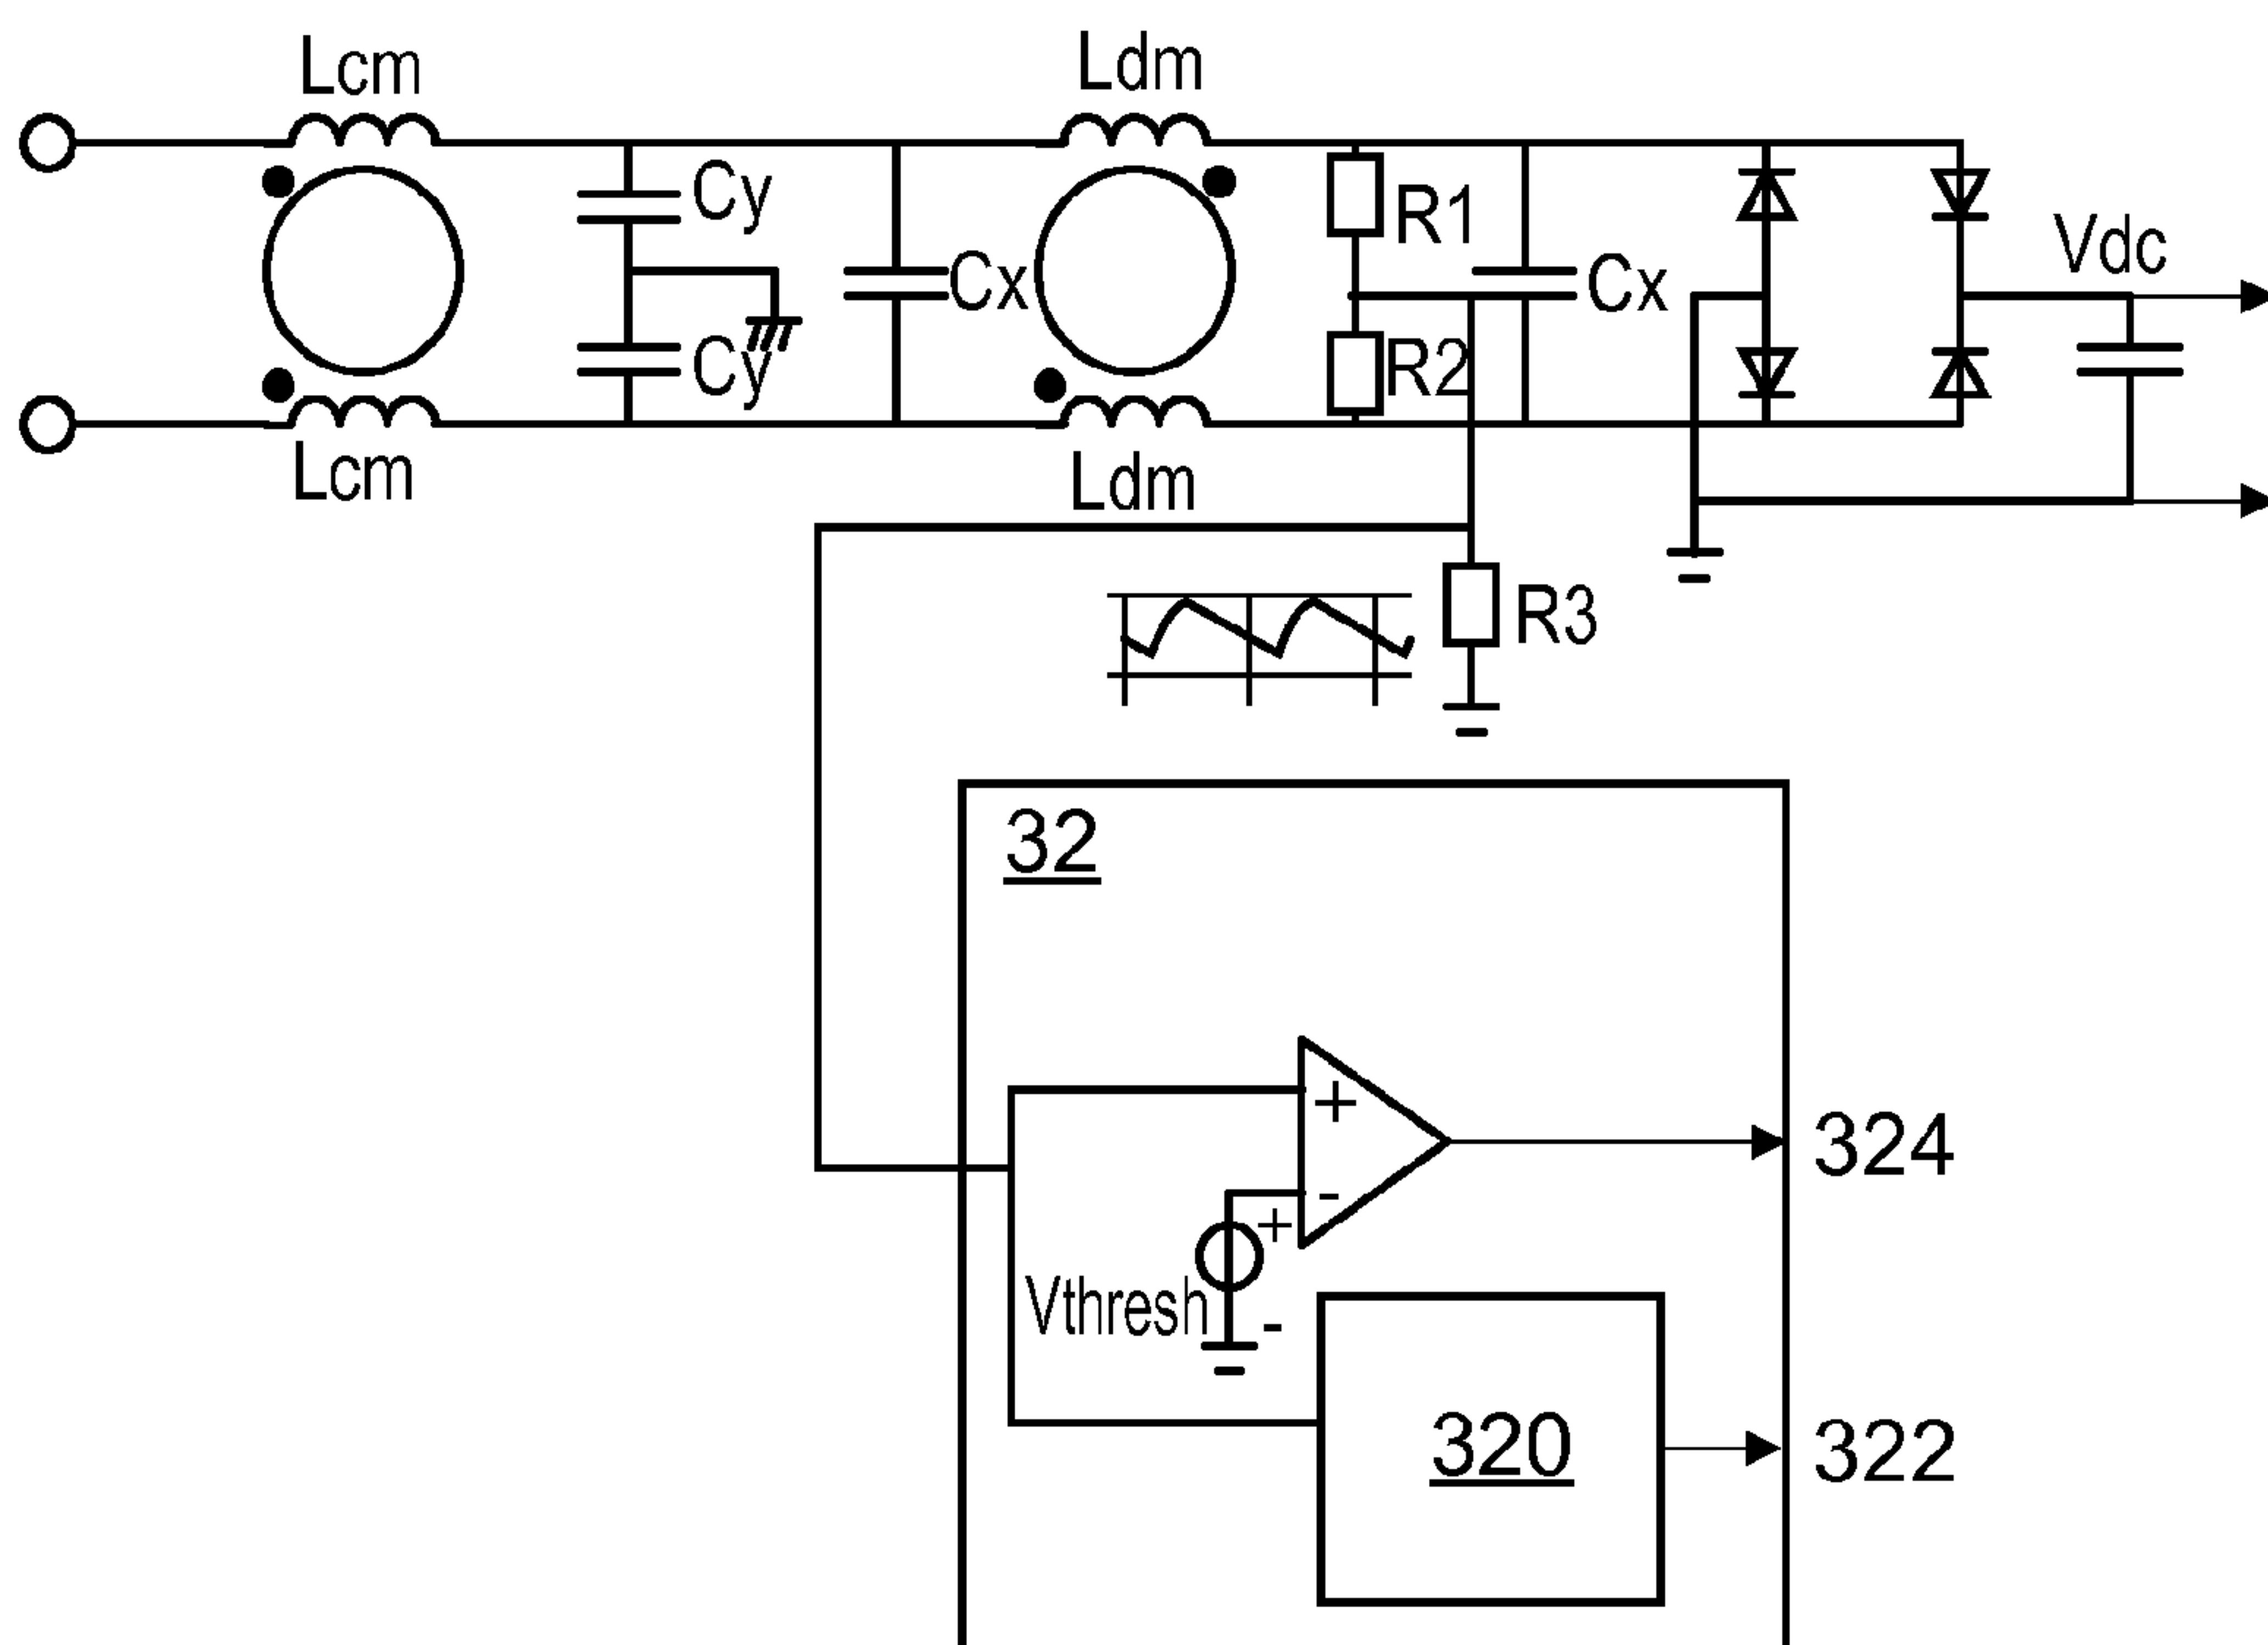 Lcm
Ldm
Cy
R1
Vdc
Cx
Cx
Cy
R2
Lcm
Ldm
R3
32
+
324
-
+
Vthresh
-
320
322